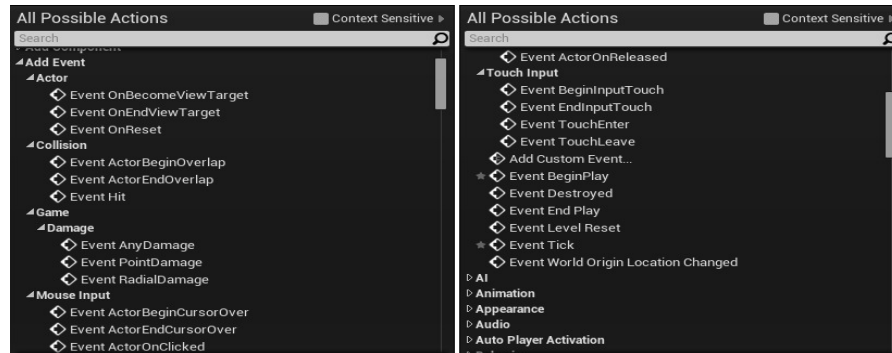 All Possible Actions
Context Sensitive
Search
Add Component
Add Event
Actor
Event OnBecomeViewTarget
Event OnEndViewTarget
Event OnReset
Collision
Event ActorBeginOverlap
Event ActorEndOverlap
Event Hit
Game
Damage
Event AnyDamage
Event PointDamage
Event RadialDamage
Mouse Input
Event ActorBeginCursorOver
Event ActorEndCursorOver
Event ActorOnClicked
All Possible Actions
Context Sensitive
Search
Event ActorOnReleased
Touch Input
Event BeginInputTouch
Event EndInputTouch
Event TouchEnter
Event TouchLeave
Add Custom Event...
Event BeginPlay
Event Destroyed
Event End Play
Event Level Reset
Event Tick
Event World Origin Location Changed
AI
Animation
Appearance
Audio
Auto Player Activation